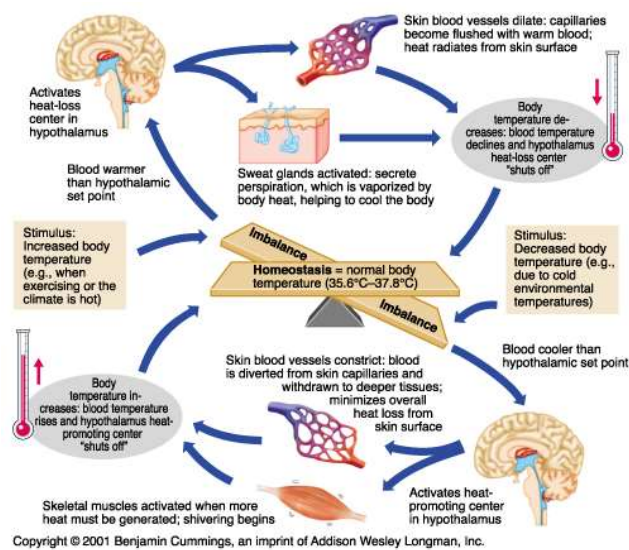 Skin blood vessels dilate: capillaries
become flushed with warm blood;
heat radiates from skin surface
Activates
heat-loss
center in
hypothalamus
Body
temperature de-
creases: blood temperature
declines and hypothalamus
heat-loss center
"shuts off"
Sweat glands activated: secrete
perspiration, which is vaporized by
body heat, helping to cool the body
Blood warmer
than hypothalamic
set point
Stimulus:
Increased body
temperature
(e.g., when
exercising or the
climate is hot)
Imbalance
Homeostasis = normal body
temperature (35.6°C–37.8°C)
Imbalance
Stimulus:
Decreased body
temperature (e.g.,
due to cold
environmental
temperatures)
Blood cooler than
hypothalamic set point
Skin blood vessels constrict: blood
is diverted from skin capillaries and
withdrawn to deeper tissues;
minimizes overall
heat loss from
skin surface
Body
temperature in-
creases: blood temperature
rises and hypothalamus heat-
promoting center
"shuts off"
Activates heat-
promoting center
in hypothalamus
Skeletal muscles activated when more
heat must be generated; shivering begins
Copyright © 2001 Benjamin Cummings, an imprint of Addison Wesley Longman, Inc.